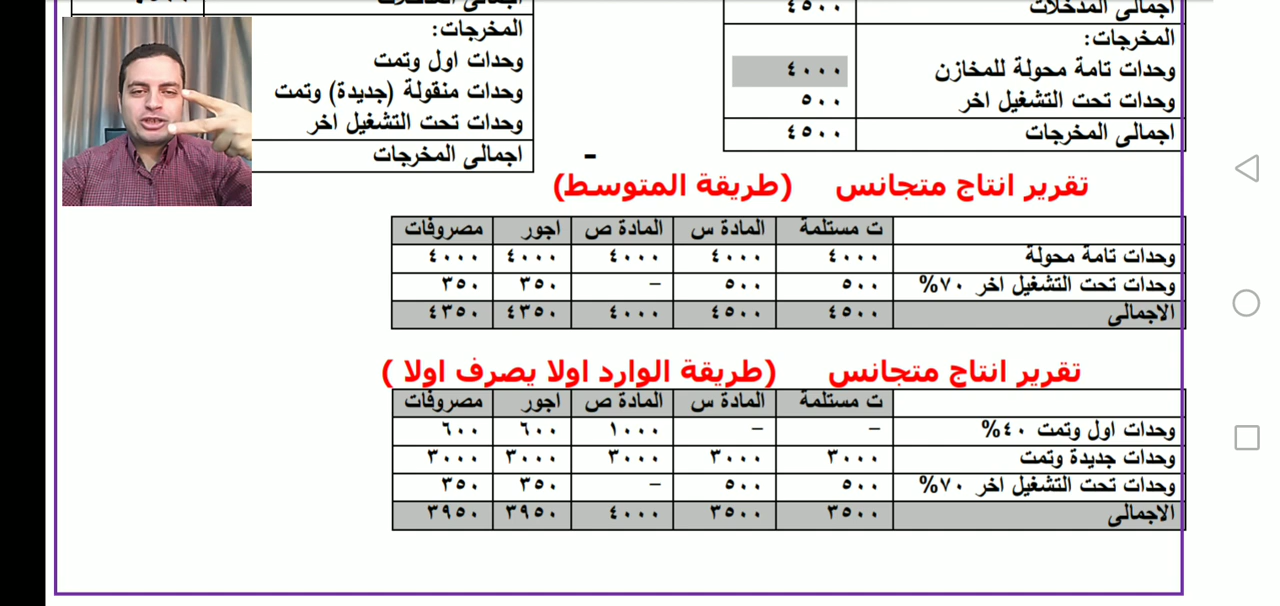 اجمالى المدخلات ٤٥٠٠
المخرجات:
وحدات تامة محولة للمخازن ٤٠٠٠
وحدات تحت التشغيل اخر ٥٠٠
اجمالى المخرجات ٤٥٠٠
المخرجات:
وحدات اول وتمت
وحدات منقولة (جديدة) وتمت
وحدات تحت التشغيل اخر
اجمالى المخرجات
تقرير انتاج متجانس (طريقة المتوسط)
ت مستلمة المادة س المادة ص اجور مصروفات
وحدات تامة محولة ٤٠٠٠ ٤٠٠٠ ٤٠٠٠ ٤٠٠٠ ٤٠٠٠
وحدات تحت التشغيل اخر ٧٠% ٥٠٠ ٥٠٠ – ٣٥٠ ٣٥٠
الاجمالى ٤٥٠٠ ٤٥٠٠ ٤٠٠٠ ٤٣٥٠ ٤٣٥٠
تقرير انتاج متجانس (طريقة الوارد اولا يصرف اولا )
ت مستلمة المادة س المادة ص اجور مصروفات
وحدات اول وتمت ٤٠% – – ١٠٠٠ ٦٠٠ ٦٠٠
وحدات جديدة وتمت ٣٠٠٠ ٣٠٠٠ ٣٠٠٠ ٣٠٠٠ ٣٠٠٠
وحدات تحت التشغيل اخر ٧٠% ٥٠٠ ٥٠٠ – ٣٥٠ ٣٥٠
الاجمالى ٣٥٠٠ ٣٥٠٠ ٤٠٠٠ ٣٩٥٠ ٣٩٥٠